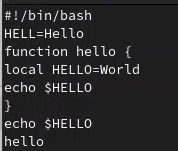 #!/bin/bash
HELL=Hello
function hello {
local HELLO=World
echo $HELLO
}
echo $HELLO
hello